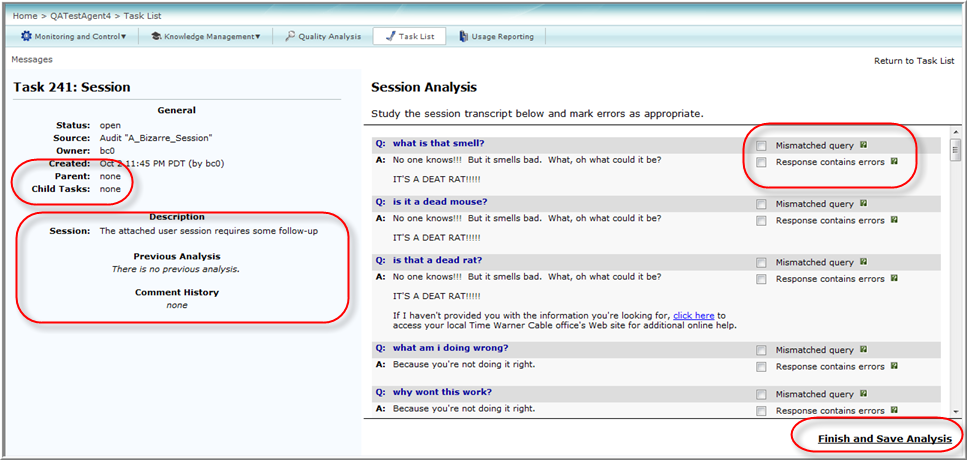 Home > QATestAgent4 > Task List
Monitoring and Control Knowledge Management Quality Analysis Task List Usage Reporting
Messages
Return to Task List
Task 241: Session
General
Status: open
Source: Audit "A_Bizarre_Session"
Owner: bc0
Created: Oct 2 11:45 PM PDT (by bc0)
Parent: none
Child Tasks: none
Description
Session: The attached user session requires some follow-up
Previous Analysis
There is no previous analysis.
Comment History
none
Session Analysis
Study the session transcript below and mark errors as appropriate.
Q: what is that smell? Mismatched query
A: No one knows!!! But it smells bad. What, oh what could it be? Response contains errors
IT'S A DEAT RAT!!!!!
Q: is it a dead mouse? Mismatched query
A: No one knows!!! But it smells bad. What, oh what could it be? Response contains errors
IT'S A DEAT RAT!!!!!
Q: is that a dead rat? Mismatched query
A: No one knows!!! But it smells bad. What, oh what could it be? Response contains errors
IT'S A DEAT RAT!!!!!
If I haven't provided you with the information you're looking for, click here to
access your local Time Warner Cable office's Web site for additional online help.
Q: what am i doing wrong? Mismatched query
A: Because you're not doing it right. Response contains errors
Q: why wont this work? Mismatched query
A: Because you're not doing it right. Response contains errors
Finish and Save Analysis